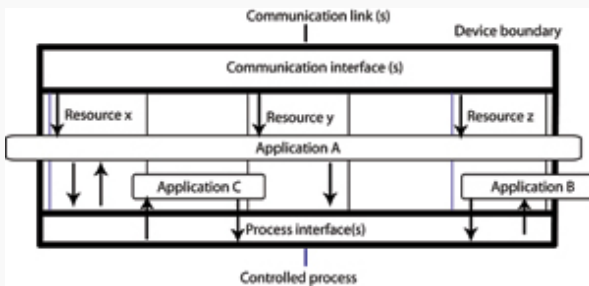 Communication link (s)
Device boundary
Communication interface (s)
Resource x
Resource y
Resource z
Application A
Application C
Application B
Process interface(s)
Controlled process